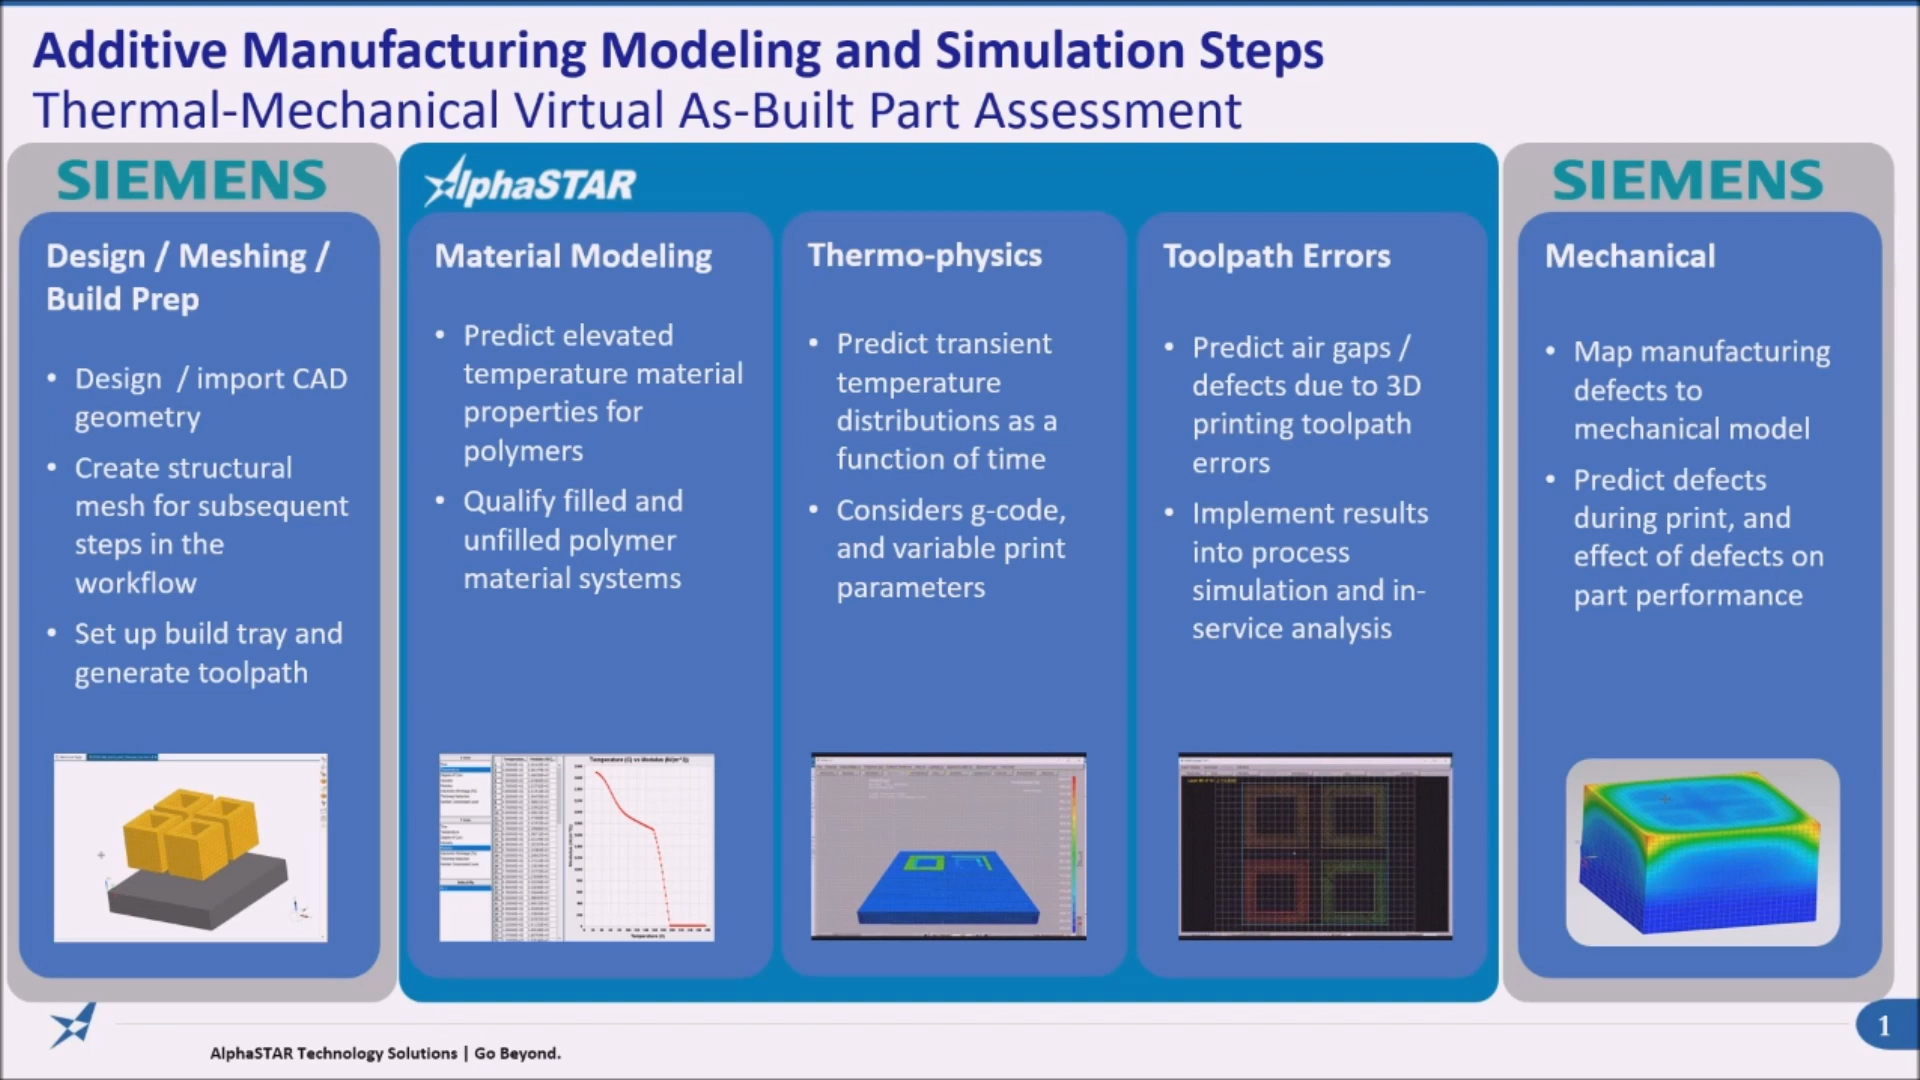 Additive Manufacturing Modeling and Simulation Steps
Thermal-Mechanical Virtual As-Built Part Assessment
SIEMENS
Design / Meshing /
Build Prep
• Design / import CAD
geometry
• Create structural
mesh for subsequent
steps in the
workflow
• Set up build tray and
generate toolpath
AlphaSTAR
Material Modeling
• Predict elevated
temperature material
properties for
polymers
• Qualify filled and
unfilled polymer
material systems
Temperature (C) vs Modulus
Temperature (C)
Thermo-physics
• Predict transient
temperature
distributions as a
function of time
• Considers g-code,
and variable print
parameters
Toolpath Errors
• Predict air gaps /
defects due to 3D
printing toolpath
errors
• Implement results
into process
simulation and in-
service analysis
SIEMENS
Mechanical
• Map manufacturing
defects to
mechanical model
• Predict defects
during print, and
effect of defects on
part performance
AlphaSTAR Technology Solutions | Go Beyond.
1